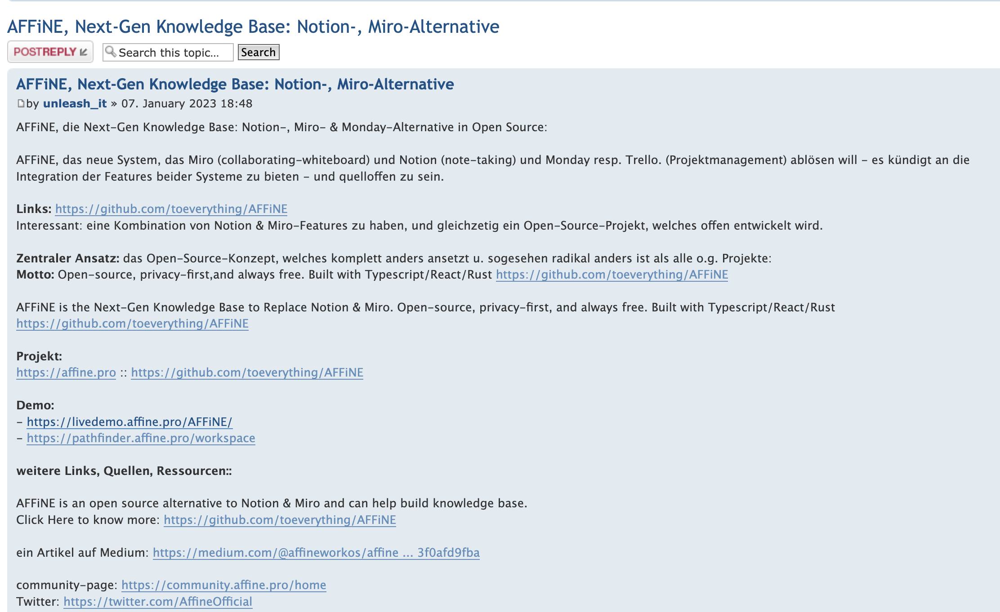 AFFiNE, Next-Gen Knowledge Base: Notion-, Miro-Alternative
POSTREPLY
Search this topic...
Search
AFFiNE, Next-Gen Knowledge Base: Notion-, Miro-Alternative
by unleash_it » 07. January 2023 18:48
AFFiNE, die Next-Gen Knowledge Base: Notion-, Miro- & Monday-Alternative in Open Source:
AFFiNE, das neue System, das Miro (collaborating-whiteboard) und Notion (note-taking) und Monday resp. Trello. (Projektmanagement) ablösen will - es kündigt an die
Integration der Features beider Systeme zu bieten - und quelloffen zu sein.
Links: https://github.com/toeverything/AFFiNE
Interessant: eine Kombination von Notion & Miro-Features zu haben, und gleichzetig ein Open-Source-Projekt, welches offen entwickelt wird.
Zentraler Ansatz: das Open-Source-Konzept, welches komplett anders ansetzt u. sogesehen radikal anders ist als alle o.g. Projekte:
Motto: Open-source, privacy-first,and always free. Built with Typescript/React/Rust https://github.com/toeverything/AFFiNE
AFFiNE is the Next-Gen Knowledge Base to Replace Notion & Miro. Open-source, privacy-first, and always free. Built with Typescript/React/Rust
https://github.com/toeverything/AFFiNE
Projekt:
https://affine.pro :: https://github.com/toeverything/AFFiNE
Demo:
- https://livedemo.affine.pro/AFFiNE/
- https://pathfinder.affine.pro/workspace
weitere Links, Quellen, Ressourcen::
AFFiNE is an open source alternative to Notion & Miro and can help build knowledge base.
Click Here to know more: https://github.com/toeverything/AFFiNE
ein Artikel auf Medium: https://medium.com/@affineworkos/affine ... 3f0afd9fba
community-page: https://community.affine.pro/home
Twitter: https://twitter.com/AffineOfficial